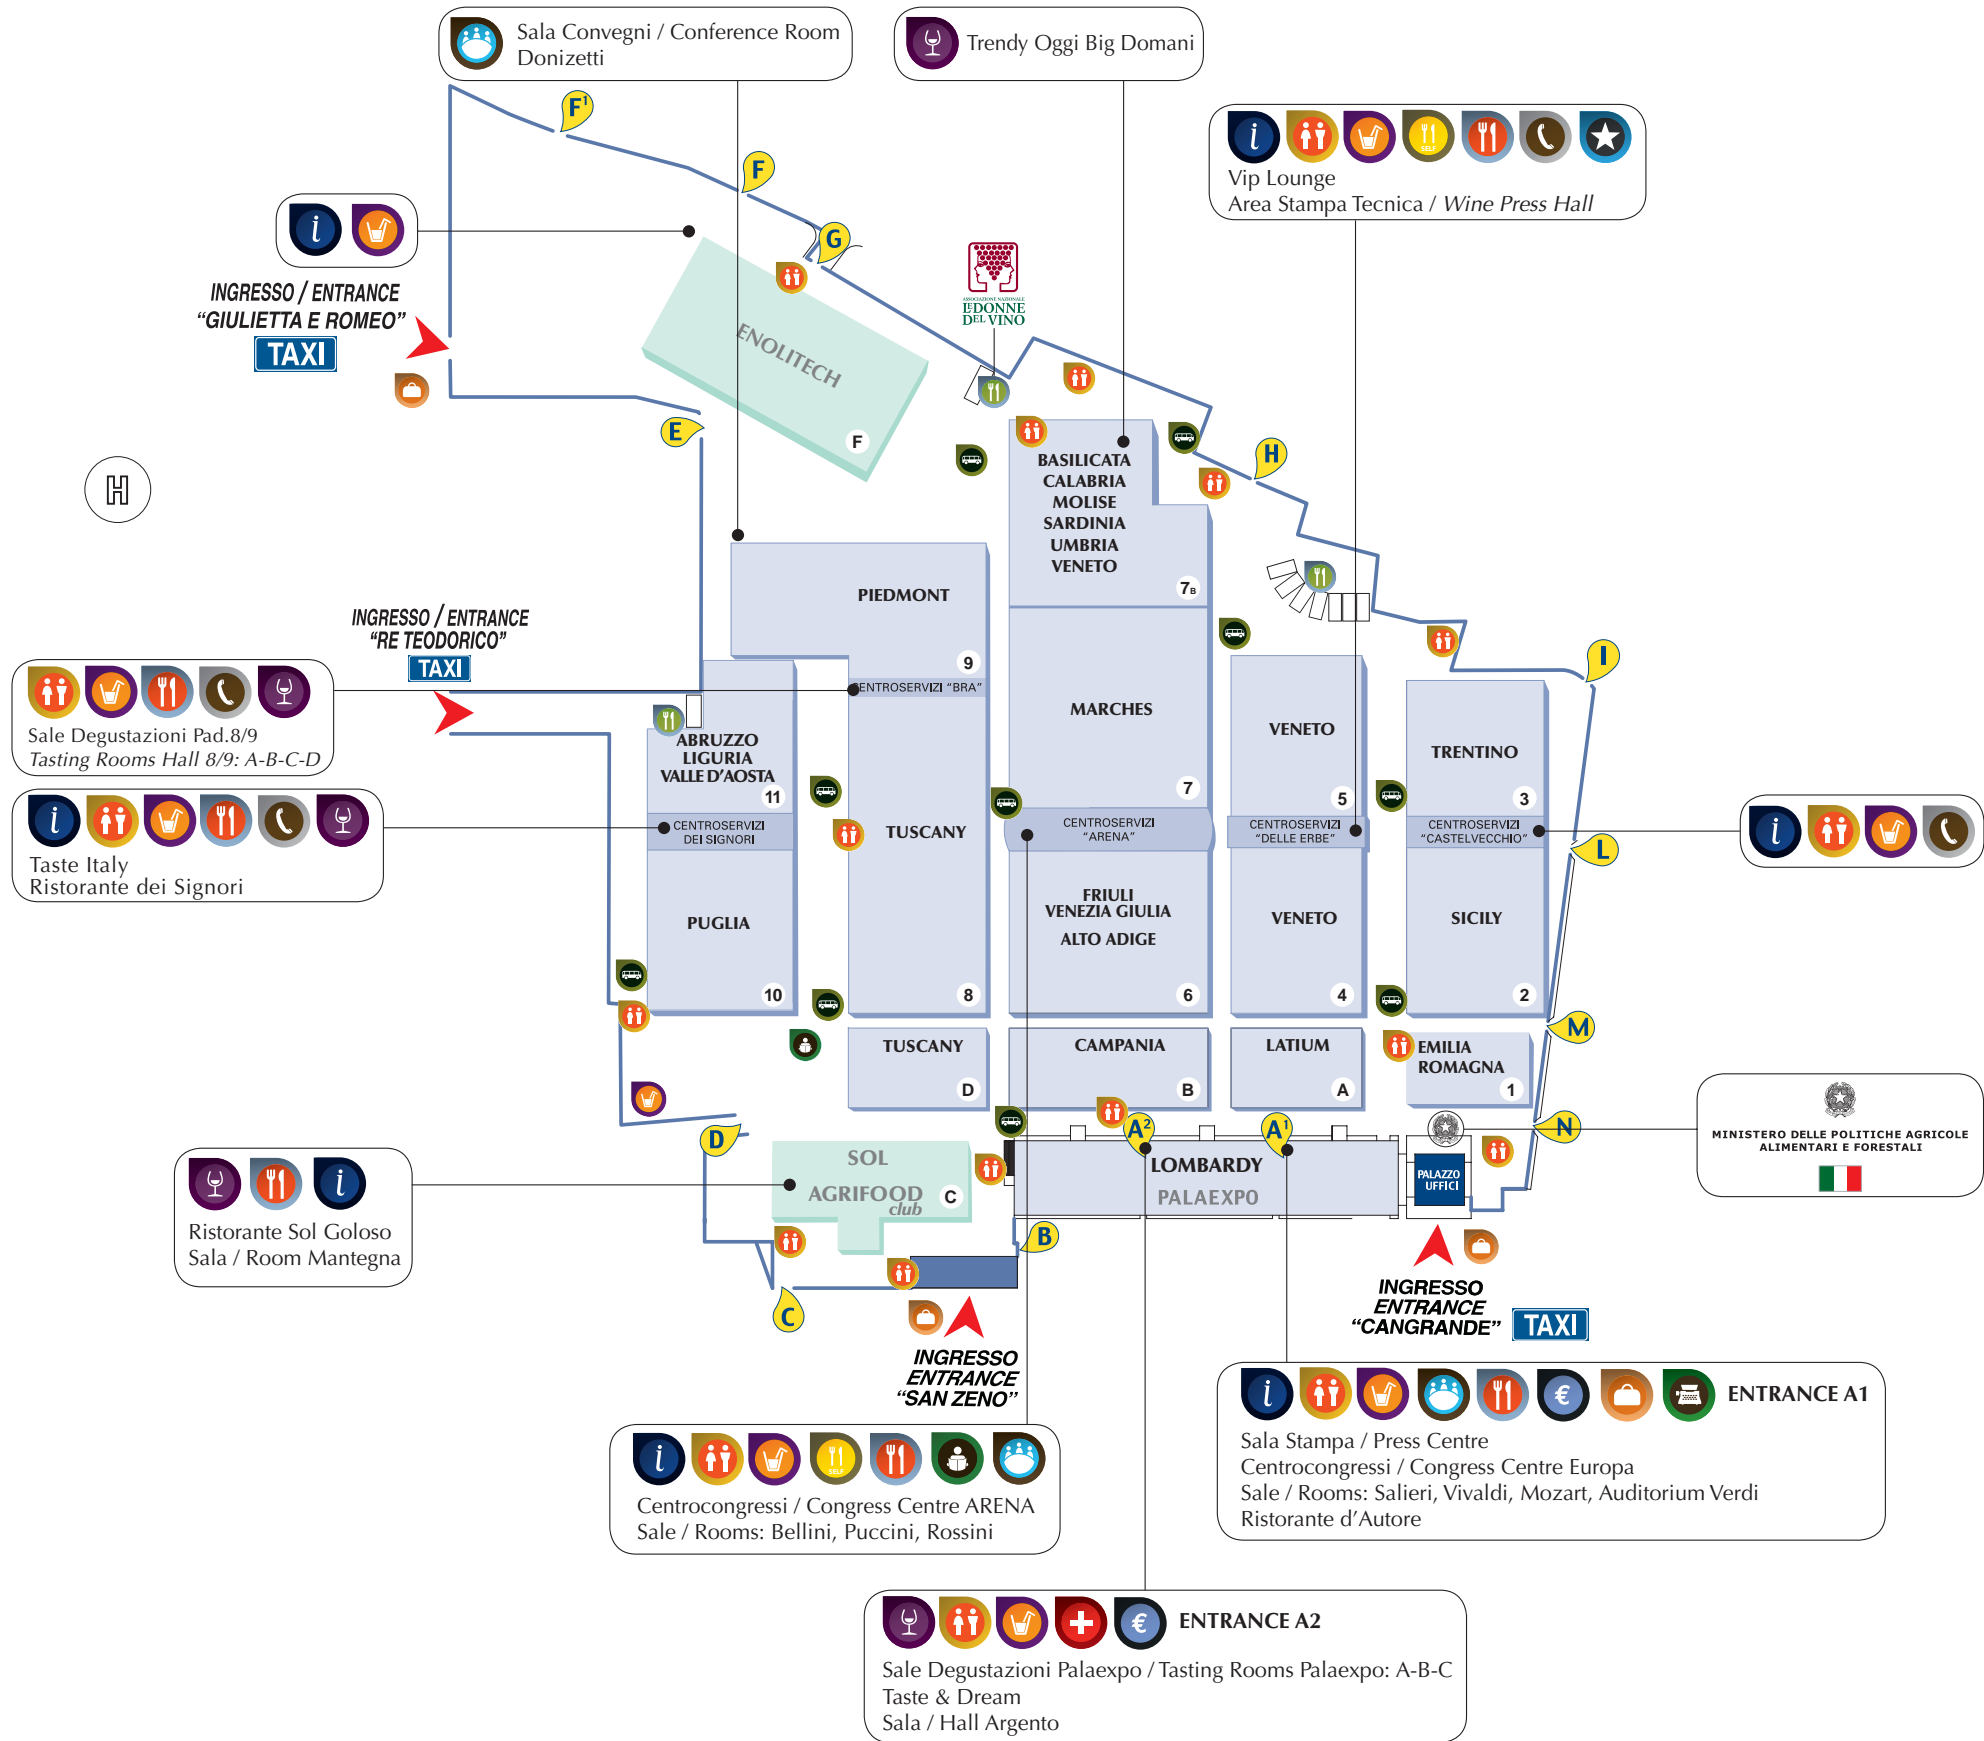 Sala Convegni / Conference Room
Donizetti
Trendy Oggi Big Domani
F1
F
G
i
SELF
Vip Lounge
Area Stampa Tecnica / Wine Press Hall
i
INGRESSO / ENTRANCE
“GIULIETTA E ROMEO”
TAXI
ASSOCIAZIONE NAZIONALE
LE DONNE
DEL VINO
ENOLITECH
F
E
H
H
BASILICATA
CALABRIA
MOLISE
SARDINIA
UMBRIA
VENETO
7B
PIEDMONT
9
CENTROSERVIZI “BRA”
INGRESSO / ENTRANCE
“RE TEODORICO”
TAXI
Sale Degustazioni Pad.8/9
Tasting Rooms Hall 8/9: A-B-C-D
I
MARCHES
7
VENETO
5
TRENTINO
3
ABRUZZO
LIGURIA
VALLE D’AOSTA
11
CENTROSERVIZI
DEI SIGNORI
TUSCANY
8
CENTROSERVIZI
“ARENA”
CENTROSERVIZI
“DELLE ERBE”
CENTROSERVIZI
“CASTELVECCHIO”
i
L
i
Taste Italy
Ristorante dei Signori
PUGLIA
10
FRIULI
VENEZIA GIULIA
ALTO ADIGE
6
VENETO
4
SICILY
2
M
TUSCANY
D
CAMPANIA
B
LATIUM
A
EMILIA
ROMAGNA
1
N
MINISTERO DELLE POLITICHE AGRICOLE
ALIMENTARI E FORESTALI
D
A2
A1
SOL
AGRIFOOD
club
C
LOMBARDY
PALAEXPO
PALAZZO
UFFICI
i
Ristorante Sol Goloso
Sala / Room Mantegna
B
C
INGRESSO
ENTRANCE
“SAN ZENO”
INGRESSO
ENTRANCE
“CANGRANDE”
TAXI
i
€
ENTRANCE A1
Sala Stampa / Press Centre
Centrocongressi / Congress Centre Europa
Sale / Rooms: Salieri, Vivaldi, Mozart, Auditorium Verdi
Ristorante d’Autore
i
SELF
Centrocongressi / Congress Centre ARENA
Sale / Rooms: Bellini, Puccini, Rossini
€
ENTRANCE A2
Sale Degustazioni Palaexpo / Tasting Rooms Palaexpo: A-B-C
Taste & Dream
Sala / Hall Argento